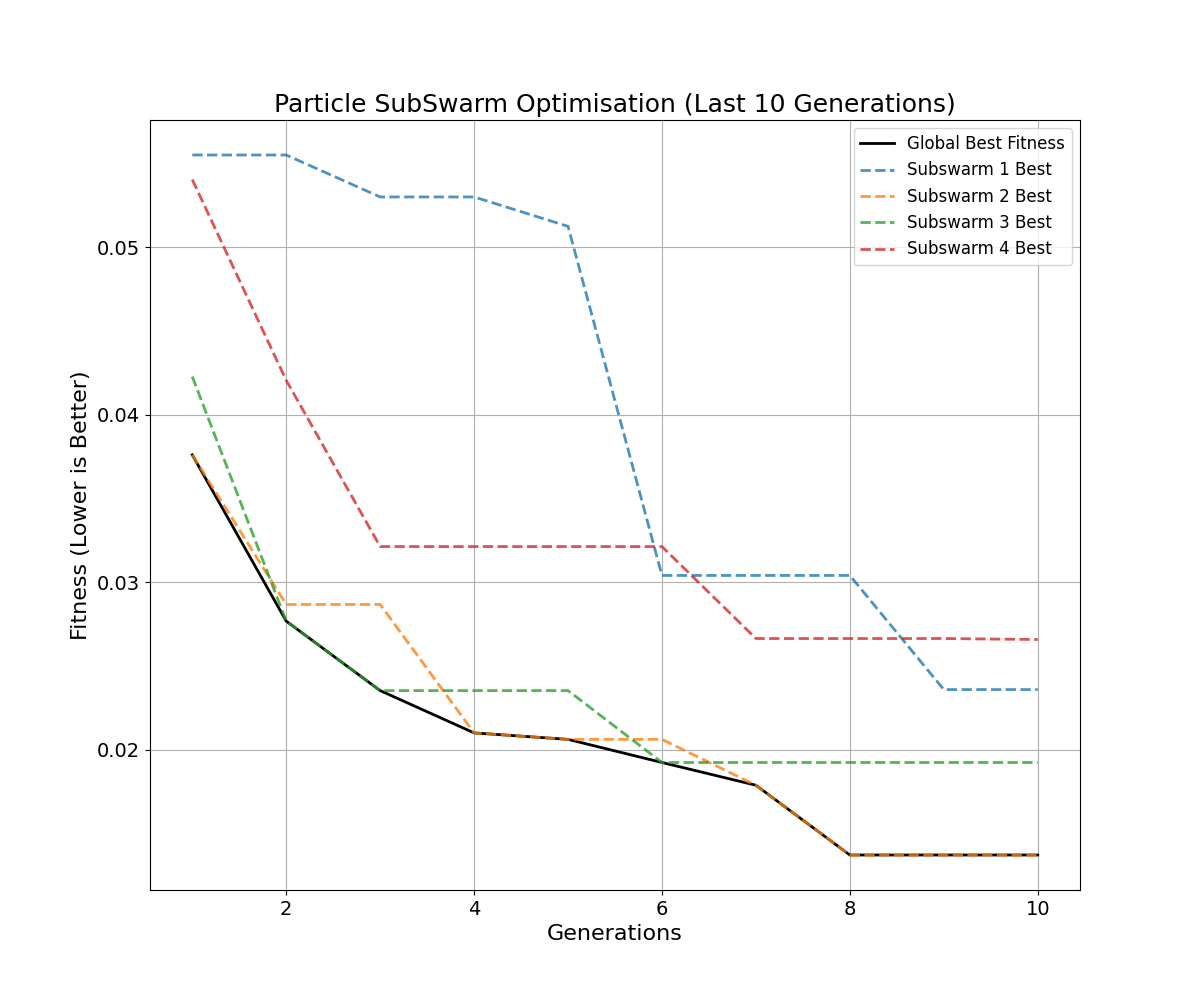 Particle SubSwarm Optimisation (Last 10 Generations)
Global Best Fitness
Subswarm 1 Best
Subswarm 2 Best
Subswarm 3 Best
Subswarm 4 Best
Fitness (Lower is Better)
0.05
0.04
0.03
0.02
2 4 6 8 10
Generations